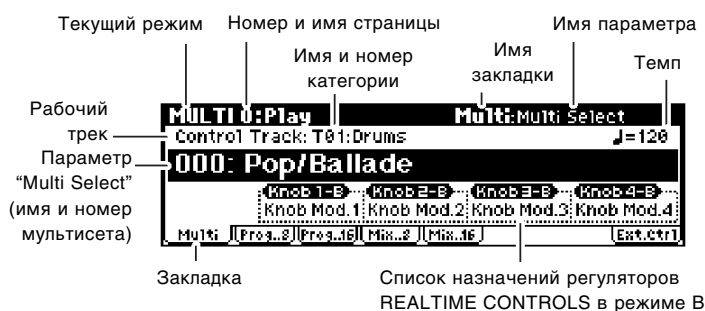 Текущий режим
Номер и имя страницы
Имя параметра
Имя и номер
категории
Имя
закладки
Темп
Рабочий
трек
MULTI 0:Play
Multi:Multi Select
Control Track: T01:Drums
♩=120
Параметр
“Multi Select”
(имя и номер
мультисета)
000: Pop/Ballade
Knob 1-B Knob 2-B Knob 3-B Knob 4-B
Knob Mod.1 Knob Mod.2 Knob Mod.3 Knob Mod.4
Multi Prog..8 Prog..16 Mix..8 Mix..16 Ext.Ctrl
Закладка
Список назначений регуляторов
REALTIME CONTROLS в режиме B